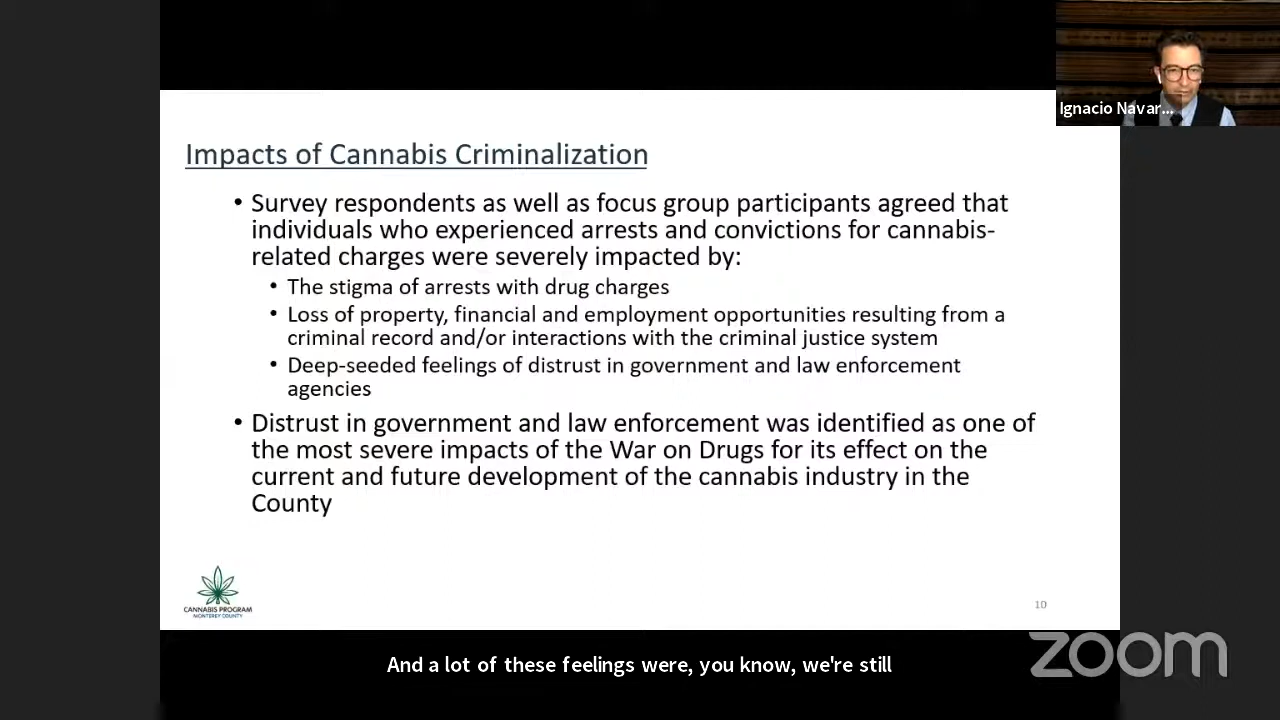 Ignacio Navar...
Impacts of Cannabis Criminalization
• Survey respondents as well as focus group participants agreed that
individuals who experienced arrests and convictions for cannabis-
related charges were severely impacted by:
• The stigma of arrests with drug charges
• Loss of property, financial and employment opportunities resulting from a
criminal record and/or interactions with the criminal justice system
• Deep-seeded feelings of distrust in government and law enforcement
agencies
• Distrust in government and law enforcement was identified as one of
the most severe impacts of the War on Drugs for its effect on the
current and future development of the cannabis industry in the
County
CANNABIS PROGRAM
MONTEREY COUNTY
10
And a lot of these feelings were, you know, we're still
zoom